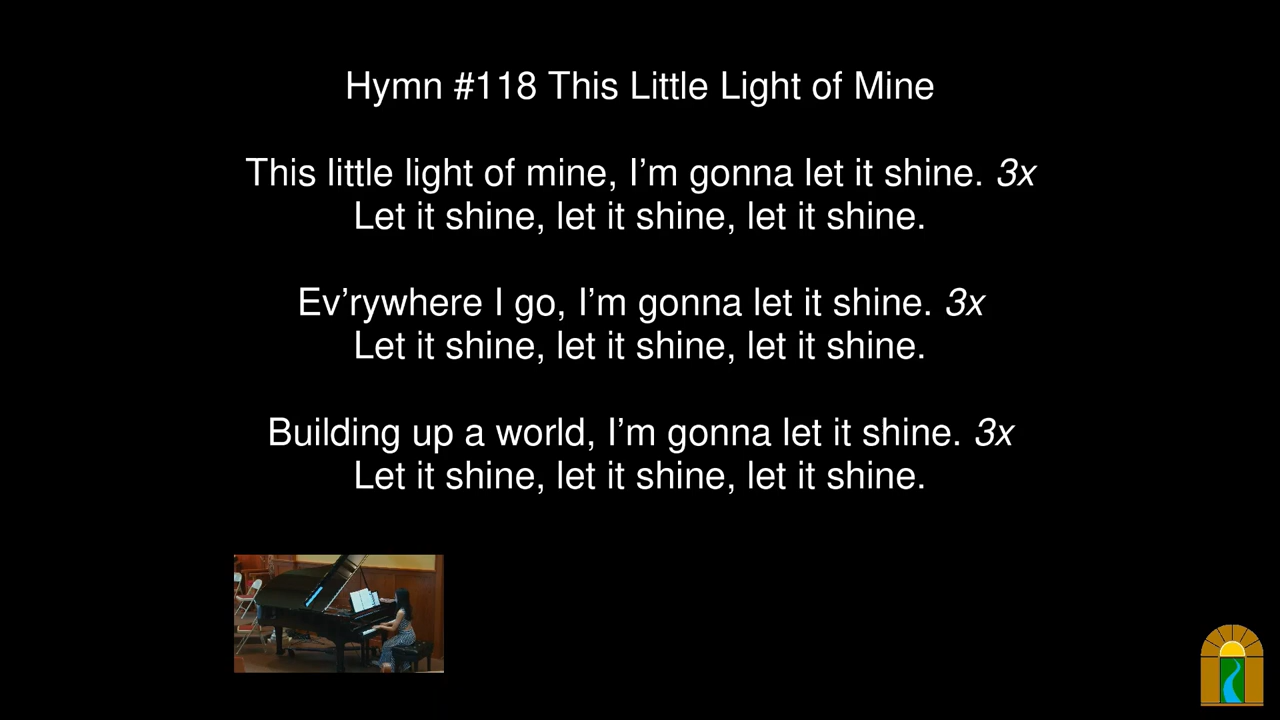 Hymn #118 This Little Light of Mine
This little light of mine, I’m gonna let it shine. 3x
Let it shine, let it shine, let it shine.
Ev’rywhere I go, I’m gonna let it shine. 3x
Let it shine, let it shine, let it shine.
Building up a world, I’m gonna let it shine. 3x
Let it shine, let it shine, let it shine.